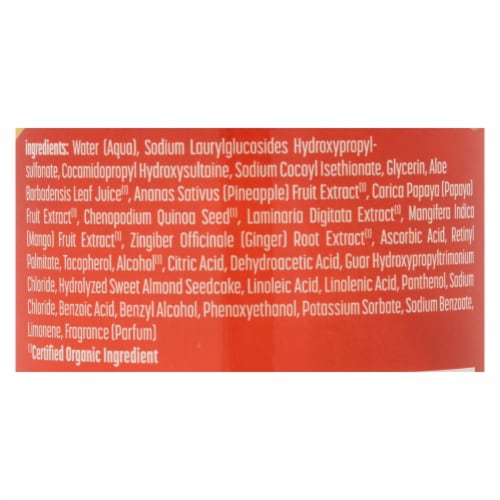 ingredients: Water (Aqua), Sodium Laurylglucosides Hydroxypropyl-
sulfonate, Cocamidopropyl Hydroxysultaine, Sodium Cocoyl Isethionate, Glycerin, Aloe
Barbadensis Leaf Juice⁽¹⁾, Ananas Sativus (Pineapple) Fruit Extract⁽¹⁾, Carica Papaya (Papaya)
Fruit Extract⁽¹⁾, Chenopodium Quinoa Seed⁽¹⁾, Laminaria Digitata Extract⁽¹⁾, Mangifera Indica
(Mango) Fruit Extract⁽¹⁾, Zingiber Officinale (Ginger) Root Extract⁽¹⁾, Ascorbic Acid, Retinyl
Palmitate, Tocopherol, Alcohol⁽¹⁾, Citric Acid, Dehydroacetic Acid, Guar Hydroxypropyltrimonium
Chloride, Hydrolyzed Sweet Almond Seedcake, Linoleic Acid, Linolenic Acid, Panthenol, Sodium
Chloride, Benzoic Acid, Benzyl Alcohol, Phenoxyethanol, Potassium Sorbate, Sodium Benzoate,
Limonene, Fragrance (Parfum)
⁽¹⁾Certified Organic Ingredient